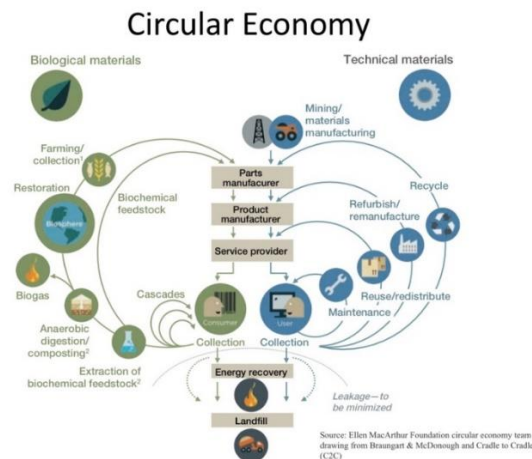 Circular Economy
Biological materials
Technical materials
Mining/
materials
manufacturing
Farming/
collection¹
Parts
manufacurer
Recycle
Restoration
Biochemical
feedstock
Refurbish/
remanufacture
Product
manufacturer
Biosphere
Service provider
Biogas
Cascades
Reuse/redistribute
Consumer
User
Maintenance
Anaerobic
digestion/
composting²
Collection
Collection
Extraction of
biochemical feedstock²
Energy recovery
Leakage—to
be minimized
Landfill
Source: Ellen MacArthur Foundation circular economy team
drawing from Braungart & McDonough and Cradle to Cradle
(C2C)